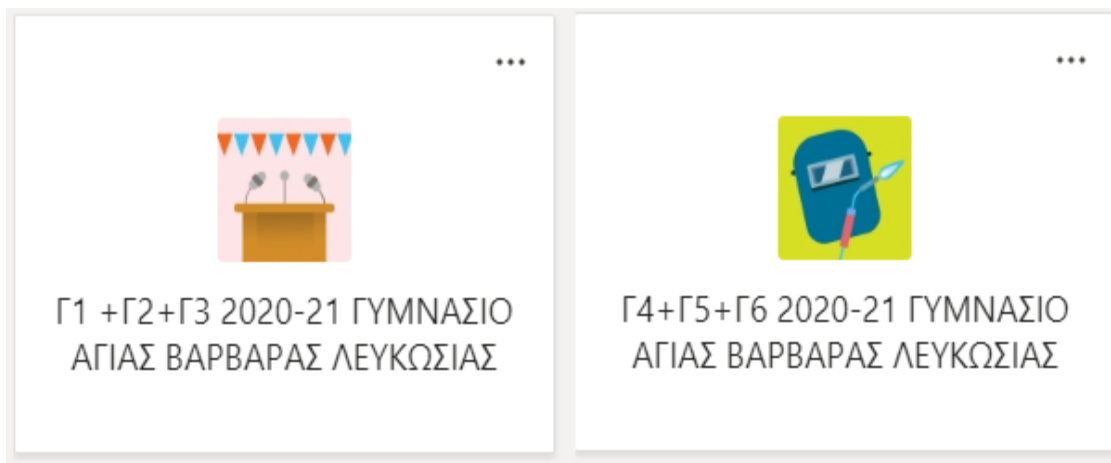 Γ1 +Γ2+Γ3 2020-21 ΓΥΜΝΑΣΙΟ
ΑΓΙΑΣ ΒΑΡΒΑΡΑΣ ΛΕΥΚΩΣΙΑΣ
Γ4+Γ5+Γ6 2020-21 ΓΥΜΝΑΣΙΟ
ΑΓΙΑΣ ΒΑΡΒΑΡΑΣ ΛΕΥΚΩΣΙΑΣ